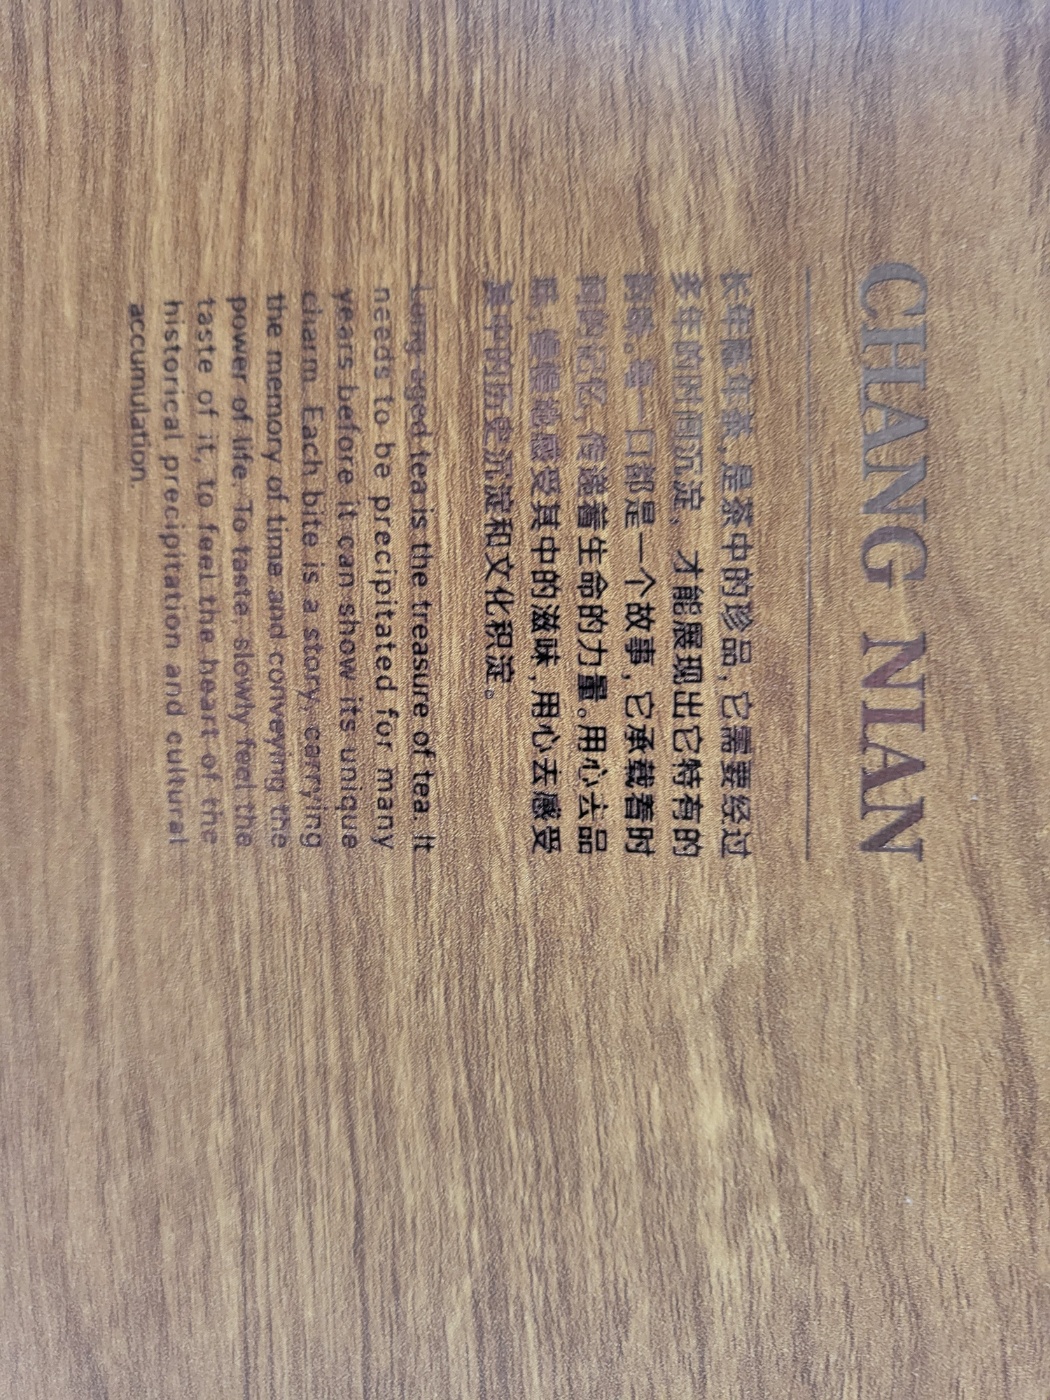 CHANG NIAN
长年陈年茶,是茶中的珍品,它需要经过
多年的时间沉淀，才能展现出它特有的
韵味。每一口都是一个故事,它承载着时
间的记忆,传递着生命的力量。用心去品
味,慢慢地感受其中的滋味,用心去感受
其中的历史沉淀和文化积淀。
Long-aged tea is the treasure of tea. It
needs to be precipitated for many
years before it can show its unique
charm. Each bite is a story, carrying
the memory of time and conveying the
power of life. To taste, slowly feel the
taste of it, to feel the heart of the
historical precipitation and cultural
accumulation.